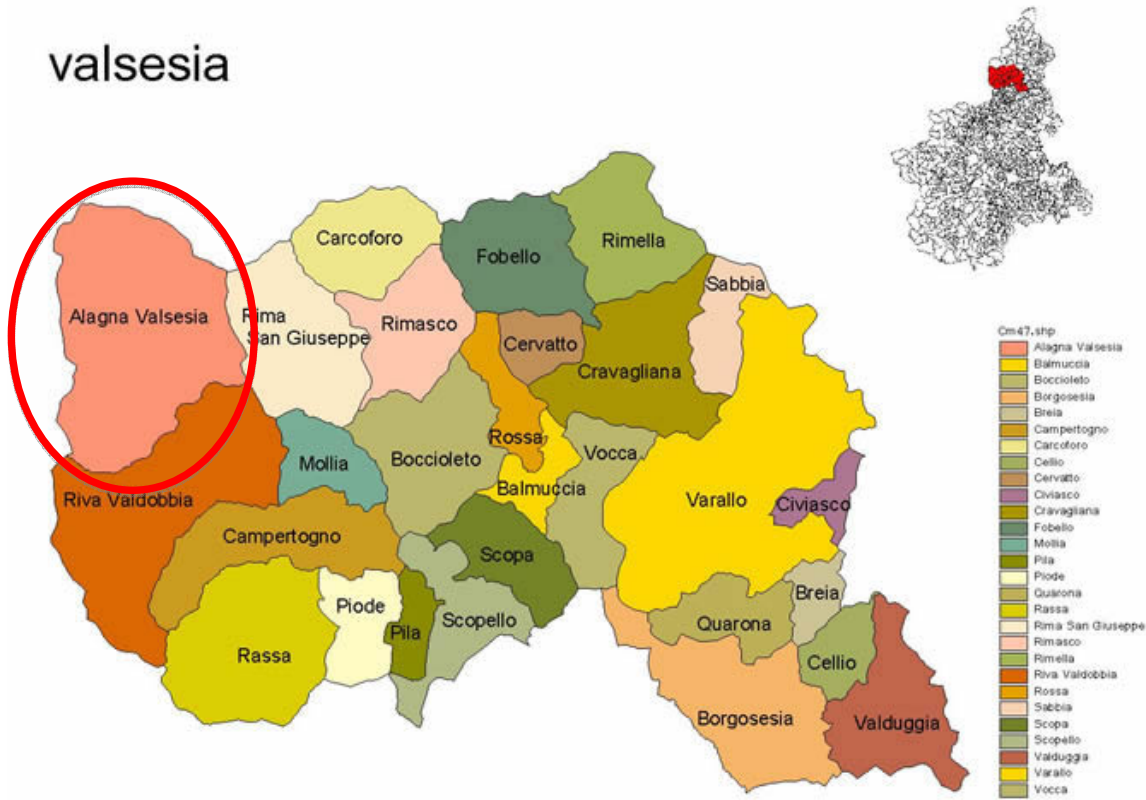 valsesia
Carcoforo
Rimella
Fobello
Sabbia
Alagna Valsesia
Rima
San Giuseppe
Rimasco
Cervatto
Cravagliana
Rossa
Vocca
Mollia
Boccioleto
Balmuccia
Varallo
Civiasco
Riva Valdobbia
Campertogno
Scopa
Piode
Pila
Scopello
Quarona
Breia
Rassa
Cellio
Borgosesia
Valduggia
Cm47.shp
Alagna Valsesia
Balmuccia
Boccioleto
Borgosesia
Breia
Campertogno
Carcoforo
Cellio
Cervatto
Civiasco
Cravagliana
Fobello
Mollia
Pila
Piode
Quarona
Rassa
Rima San Giuseppe
Rimasco
Rimella
Riva Valdobbia
Rossa
Sabbia
Scopa
Scopello
Valduggia
Varallo
Vocca